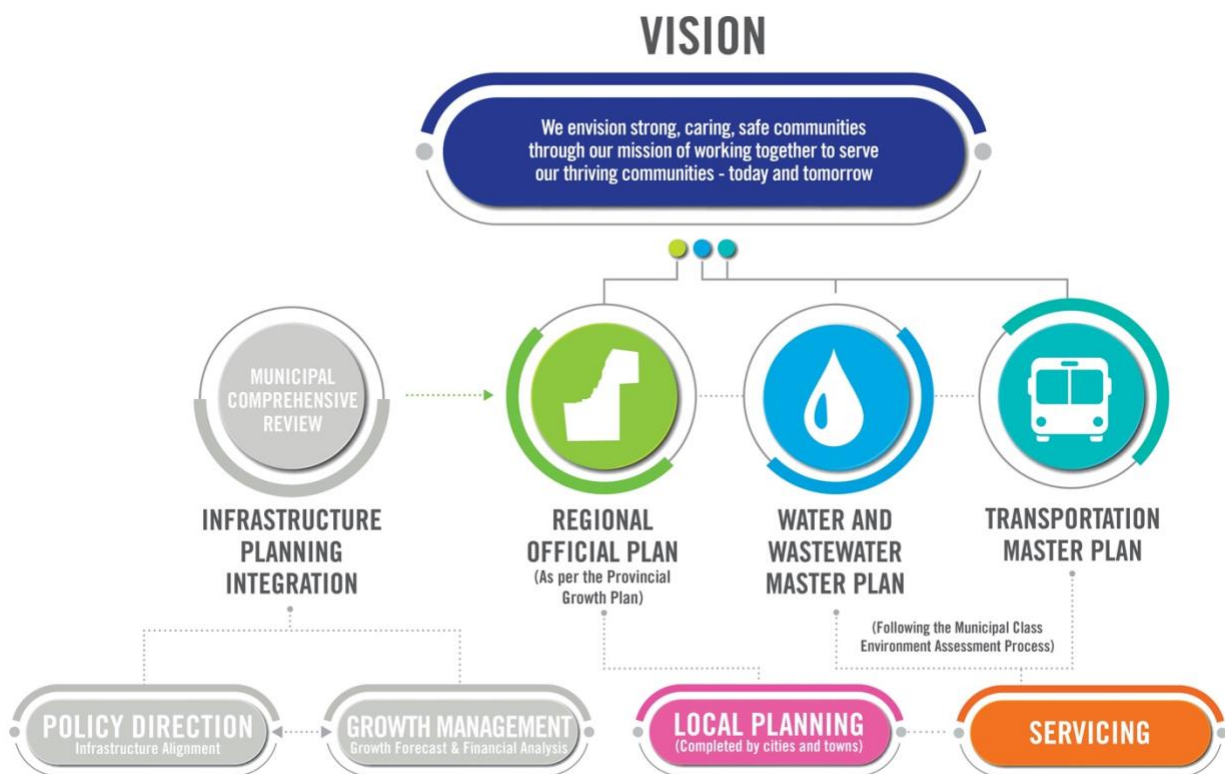 VISION
We envision strong, caring, safe communities
through our mission of working together to serve
our thriving communities - today and tomorrow
MUNICIPAL
COMPREHENSIVE
REVIEW
INFRASTRUCTURE
PLANNING
INTEGRATION
REGIONAL
OFFICIAL PLAN
(As per the Provincial
Growth Plan)
WATER AND
WASTEWATER
MASTER PLAN
TRANSPORTATION
MASTER PLAN
(Following the Municipal Class
Environment Assessment Process)
POLICY DIRECTION
Infrastructure Alignment
GROWTH MANAGEMENT
Growth Forecast & Financial Analysis
LOCAL PLANNING
(Completed by cities and towns)
SERVICING